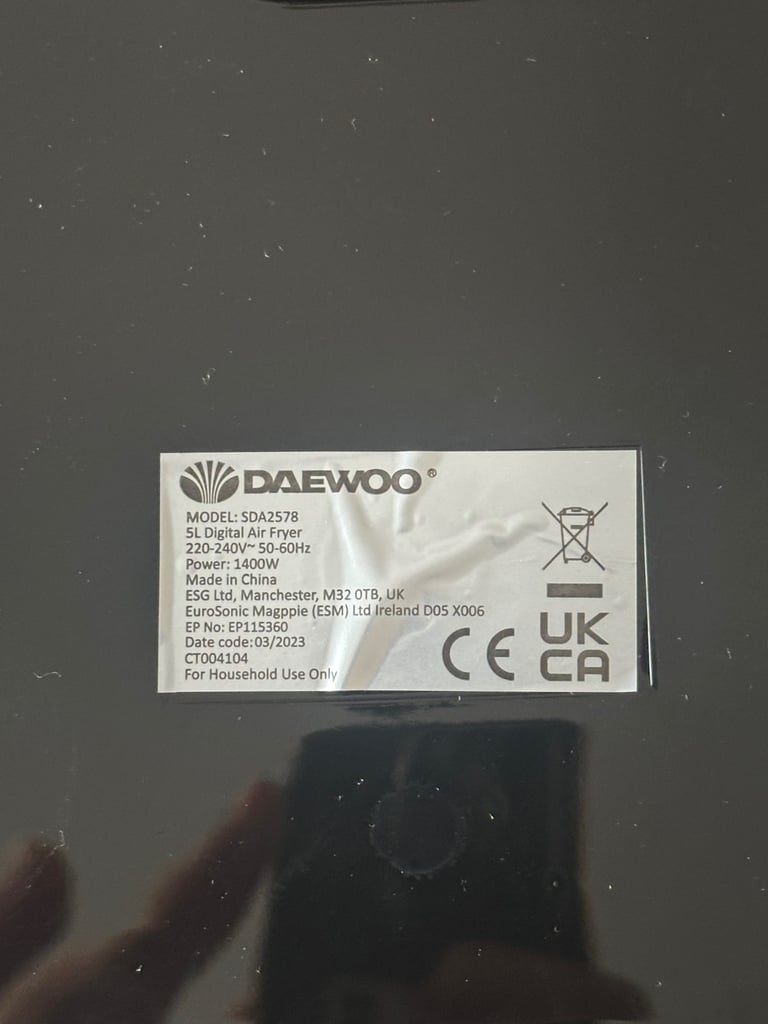 DAEWOO®
MODEL: SDA2578
5L Digital Air Fryer
220-240V~ 50-60Hz
Power: 1400W
Made in China
ESG Ltd, Manchester, M32 0TB, UK
EuroSonic Magpple (ESM) Ltd Ireland D05 X006
EP No: EP115360
Date code:03/2023
CT004104
For Household Use Only
CE
UK
CA